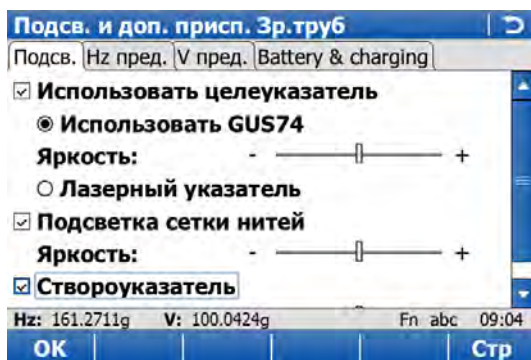 Подсв. и доп. присп. Зр.труб
Подсв. Hz пред. V пред. Battery & charging
Использовать целеуказатель
Использовать GUS74
Яркость: - +
Лазерный указатель
Подсветка сетки нитей
Яркость: - +
Створоуказатель
Hz: 161.2711g V: 100.0424g Fn abc 09:04
OK Стр